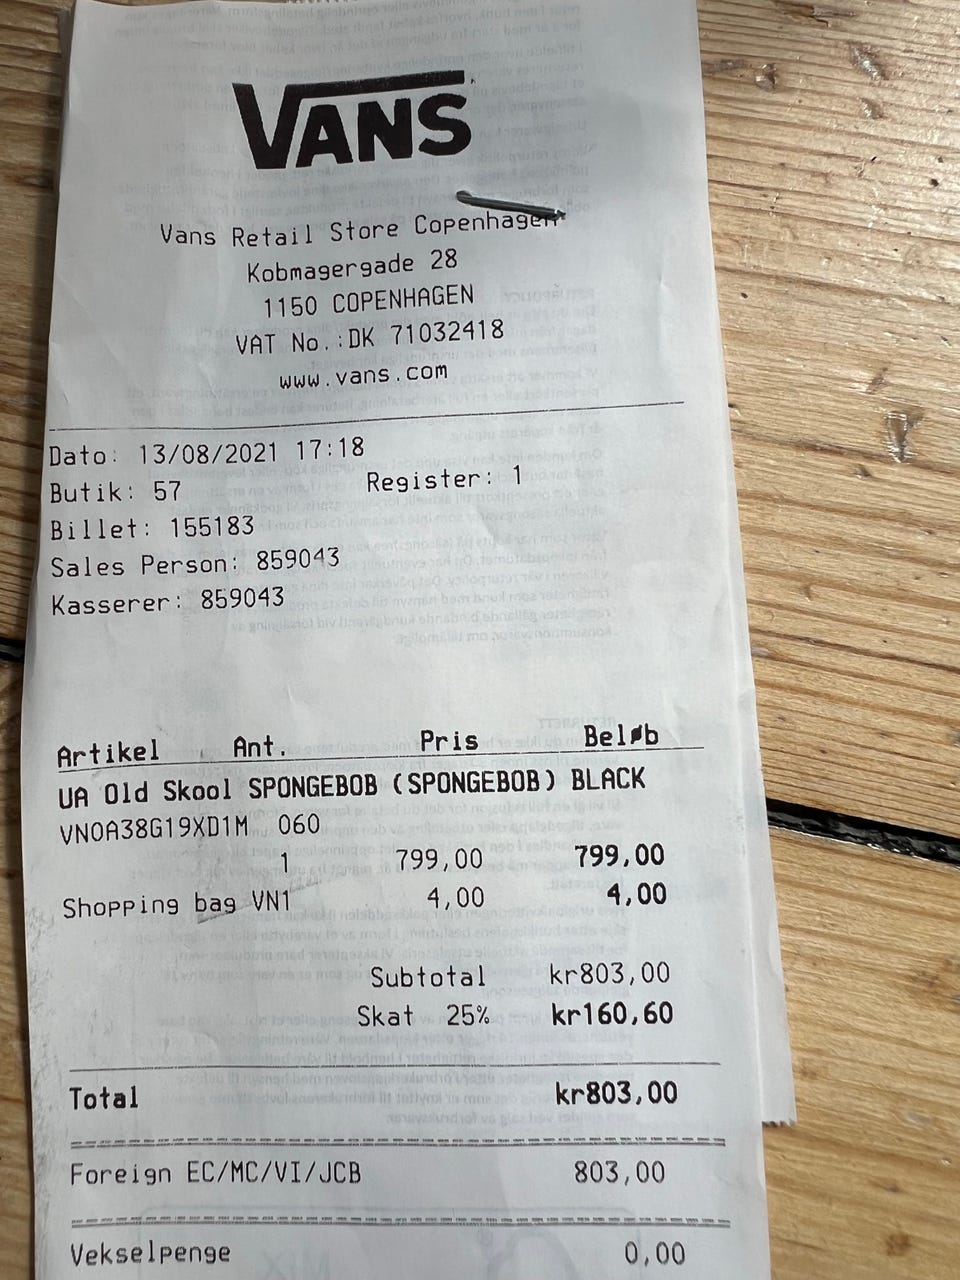 VANS
Vans Retail Store Copenhagen
Kobmagergade 28
1150 COPENHAGEN
VAT No.:DK 71032418
www.vans.com
Dato: 13/08/2021 17:18
Butik: 57 Register: 1
Billet: 155183
Sales Person: 859043
Kasserer: 859043
Artikel Ant. Pris Beløb
UA Old Skool SPONGEBOB (SPONGEBOB) BLACK
VN0A38G19XD1M 060
1 799,00 799,00
Shopping bag VN1 4,00 4,00
Subtotal kr803,00
Skat 25% kr160,60
Total kr803,00
Foreign EC/MC/VI/JCB 803,00
Vekselpenge 0,00